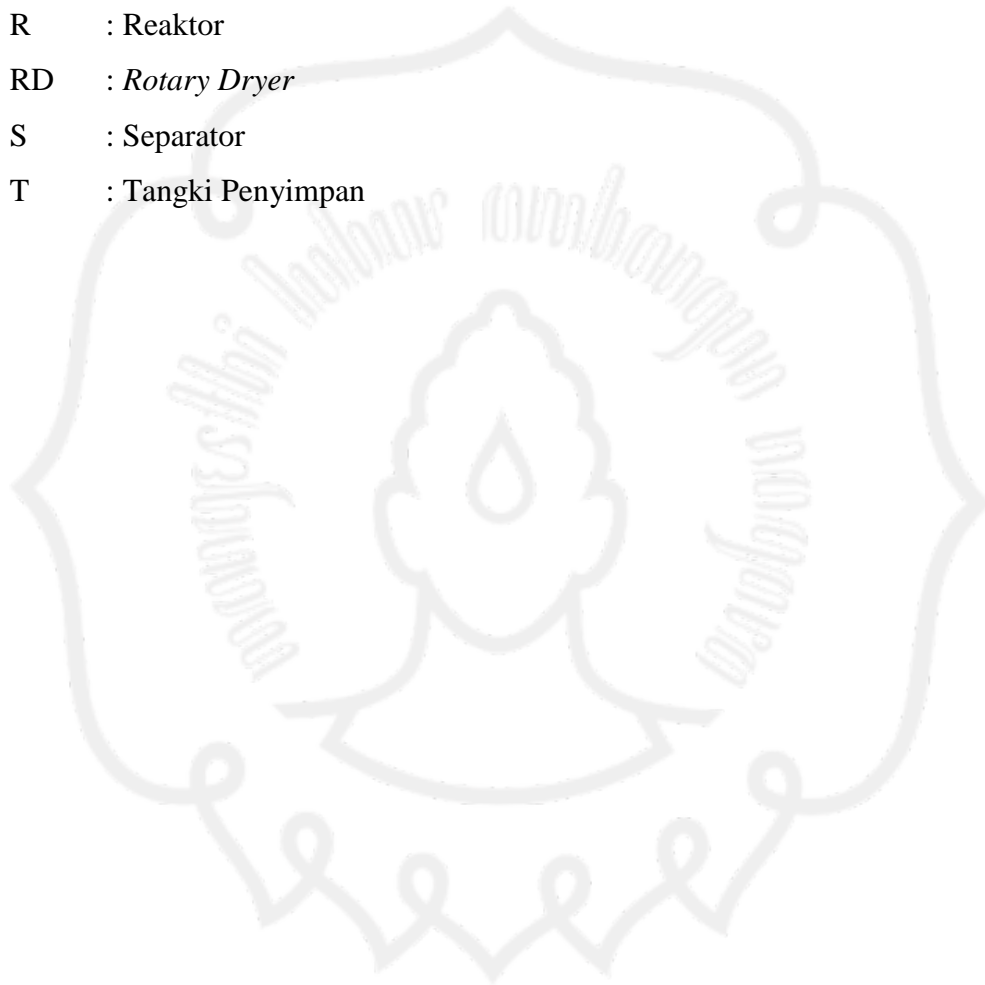 R : Reaktor
RD : Rotary Dryer
S : Separator
T : Tangki Penyimpan